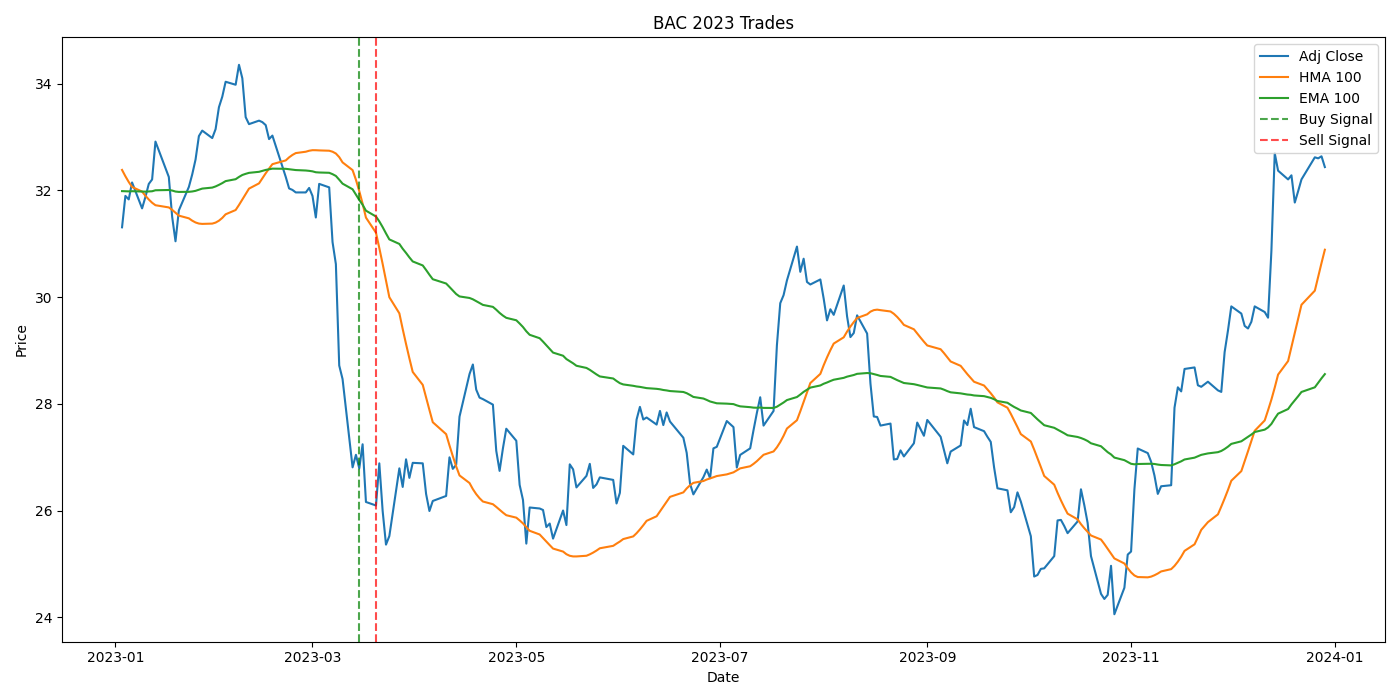 BAC 2023 Trades
Adj Close
HMA 100
EMA 100
Buy Signal
Sell Signal
Price
34
32
30
28
26
24
2023-01
2023-03
2023-05
2023-07
2023-09
2023-11
2024-01
Date